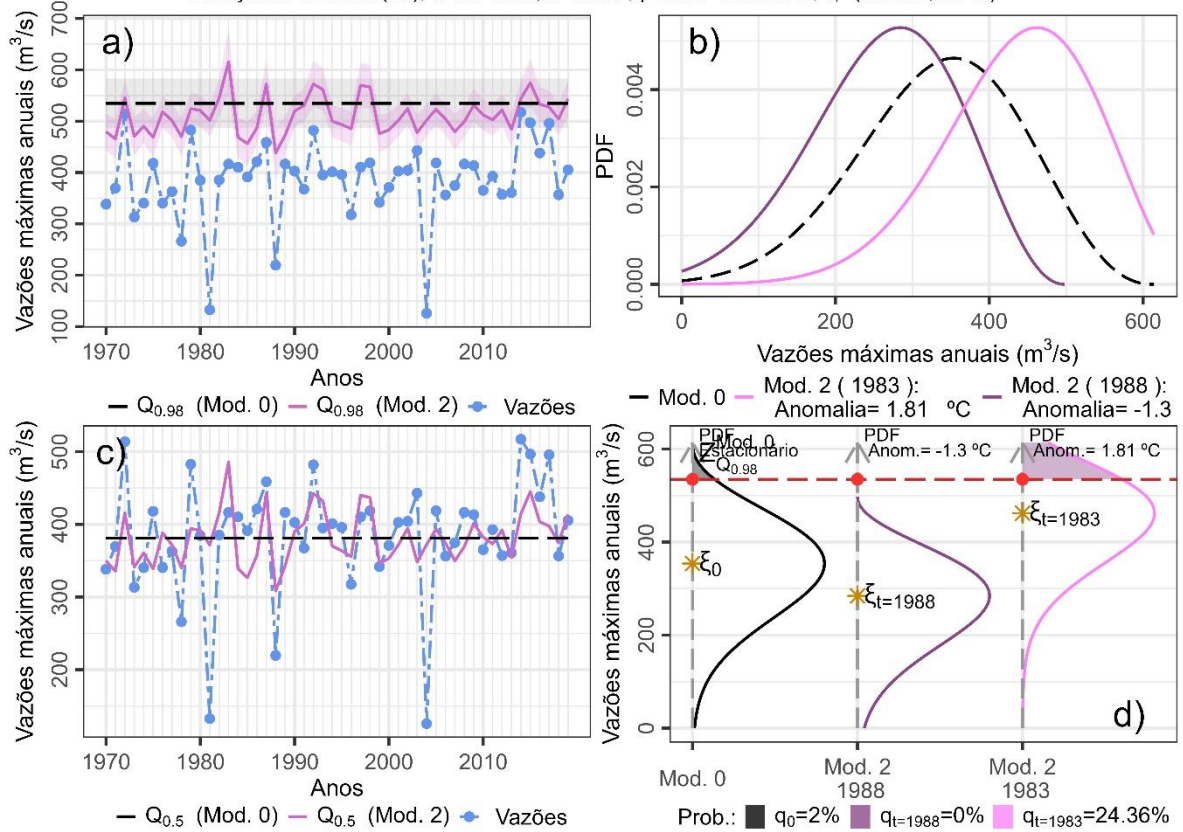 a)
Vazões máximas anuais (m³/s)
700
600
500
400
300
200
100
1970 1980 1990 2000 2010
Anos
Q0.98 (Mod. 0) Q0.98 (Mod. 2) Vazões
b)
PDF
0.004
0.002
0.000
0 200 400 600
Vazões máximas anuais (m³/s)
Mod. 0 Mod. 2 ( 1983 ): Mod. 2 ( 1988 ):
Anomalia= 1.81 ºC Anomalia= -1.3
c)
Vazões máximas anuais (m³/s)
500
400
300
200
1970 1980 1990 2000 2010
Anos
Q0.5 (Mod. 0) Q0.5 (Mod. 2) Vazões
d)
Vazões máximas anuais (m³/s)
600
400
200
0
PDF
Estacionário
Z Mod. 0 Q0.98
PDF
Anom.= -1.3 ºC
PDF
Anom.= 1.81 ºC
ξ0
ξt=1988
ξt=1983
Mod. 0 Mod. 2 Mod. 2
1988 1983
Prob.: q0=2% qt=1988=0% qt=1983=24.36%